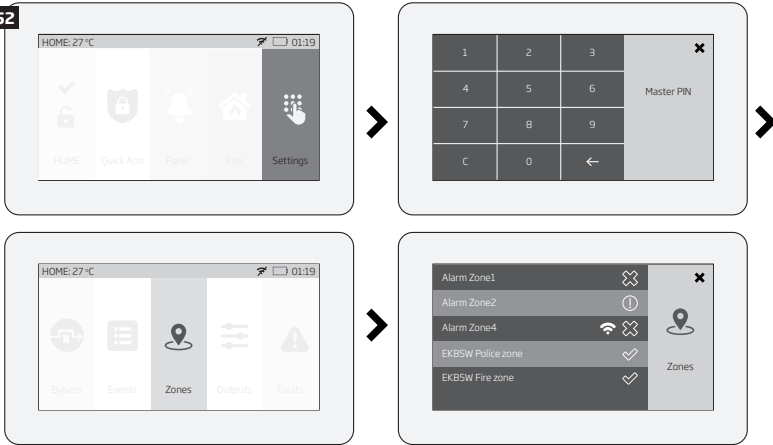 52
HOME: 27 °C 01:19
HOME Quick Arm Panic Fire Settings
1 2 3
4 5 6
7 8 9
C 0 ←
Master PIN
HOME: 27 °C 01:19
Bypass Events Zones Outputs Faults
Alarm Zone1
Alarm Zone2
Alarm Zone4
EKB5W Police zone
EKB5W Fire zone
Zones